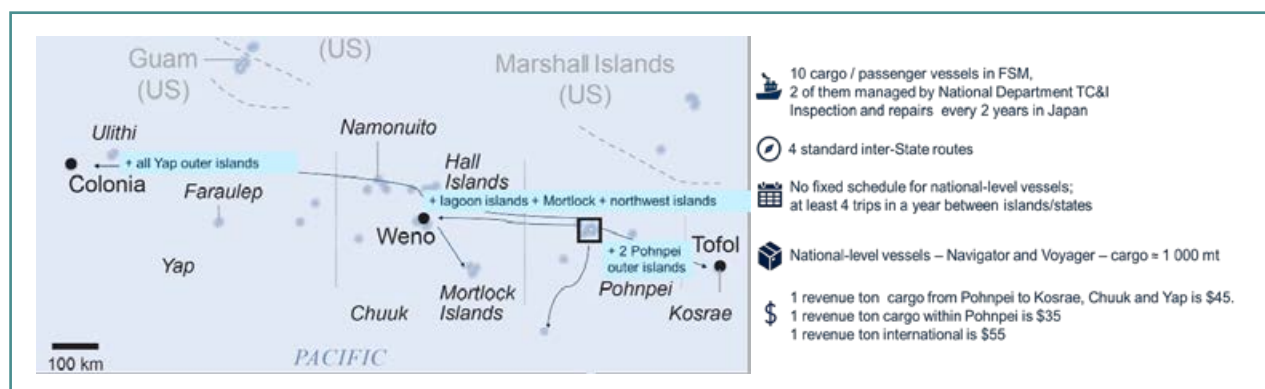 (US)
Guam
(US)
Marshall Islands
(US)
Ulithi
Namonuito
+ all Yap outer islands
Colonia
Faraulep
Hall
Islands
+ lagoon islands + Mortlock + northwest islands
Weno
+ 2 Pohnpei
outer islands
Tofol
Yap
Mortlock
Islands
Pohnpei
Chuuk
Kosrae
100 km
PACIFIC
10 cargo / passenger vessels in FSM,
2 of them managed by National Department TC&I
Inspection and repairs every 2 years in Japan
4 standard inter-State routes
No fixed schedule for national-level vessels;
at least 4 trips in a year between islands/states
National-level vessels – Navigator and Voyager – cargo ≈ 1 000 mt
$
1 revenue ton cargo from Pohnpei to Kosrae, Chuuk and Yap is $45.
1 revenue ton cargo within Pohnpei is $35
1 revenue ton international is $55